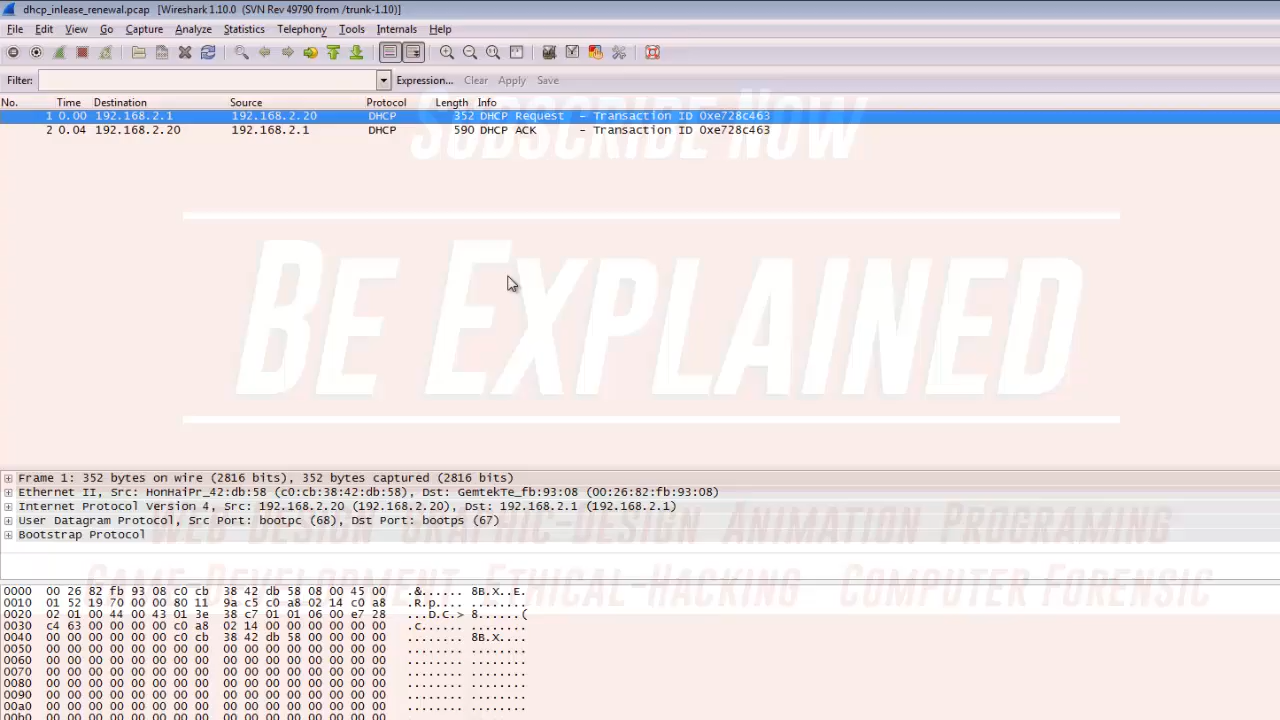 dhcp_inlease_renewal.pcap [Wireshark 1.10.0 (SVN Rev 49790 from /trunk-1.10)]
File Edit View Go Capture Analyze Statistics Telephony Tools Internals Help
Filter: Expression... Clear Apply Save
No. Time Destination Source Protocol Length Info
1 0.00 192.168.2.1 192.168.2.20 DHCP 352 DHCP Request - Transaction ID 0xe728c463
2 0.04 192.168.2.20 192.168.2.1 DHCP 590 DHCP ACK - Transaction ID 0xe728c463
Subscribe Now
Be Explained
Frame 1: 352 bytes on wire (2816 bits), 352 bytes captured (2816 bits)
Ethernet II, Src: HonHaiPr_42:db:58 (c0:cb:38:42:db:58), Dst: GemtekTe_fb:93:08 (00:26:82:fb:93:08)
Internet Protocol Version 4, Src: 192.168.2.20 (192.168.2.20), Dst: 192.168.2.1 (192.168.2.1)
User Datagram Protocol, Src Port: bootpc (68), Dst Port: bootps (67)
Bootstrap Protocol
Web-Design Graphic-Design Animation Programing
Game-Development Ethical-Hacking Computer Forensic
0000 00 26 82 fb 93 08 c0 cb 38 42 db 58 08 00 45 00 .&...... 8B.X..E.
0010 01 52 19 70 00 00 80 11 9a c5 c0 a8 02 14 c0 a8 .R.p.... ........
0020 02 01 00 44 00 43 01 3e 38 c7 01 01 06 00 e7 28 ...D.C.> 8......(
0030 c4 63 00 00 00 00 c0 a8 02 14 00 00 00 00 00 00 .c...... ........
0040 00 00 00 00 00 00 c0 cb 38 42 db 58 00 00 00 00 ........ 8B.X....
0050 00 00 00 00 00 00 00 00 00 00 00 00 00 00 00 00 ........ ........
0060 00 00 00 00 00 00 00 00 00 00 00 00 00 00 00 00 ........ ........
0070 00 00 00 00 00 00 00 00 00 00 00 00 00 00 00 00 ........ ........
0080 00 00 00 00 00 00 00 00 00 00 00 00 00 00 00 00 ........ ........
0090 00 00 00 00 00 00 00 00 00 00 00 00 00 00 00 00 ........ ........
00a0 00 00 00 00 00 00 00 00 00 00 00 00 00 00 00 00 ........ ........
00b0 00 00 00 00 00 00 00 00 00 00 00 00 00 00 00 00 ........ ........